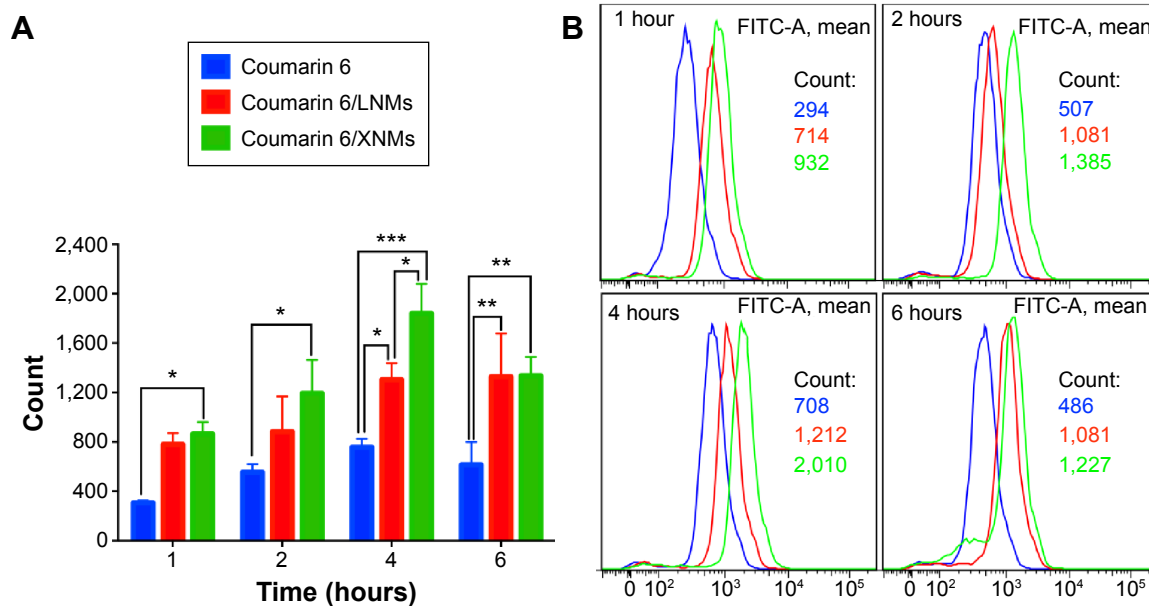 A
Coumarin 6
Coumarin 6/LNMs
Coumarin 6/XNMs
Count
2,400
2,000
1,600
1,200
800
400
0
*
*
***
*
*
**
**
1 2 4 6
Time (hours)
B
1 hour FITC-A, mean
Count:
294
714
932
2 hours FITC-A, mean
Count:
507
1,081
1,385
4 hours FITC-A, mean
Count:
708
1,212
2,010
0 10² 10³ 10⁴ 10⁵
6 hours FITC-A, mean
Count:
486
1,081
1,227
0 10² 10³ 10⁴ 10⁵